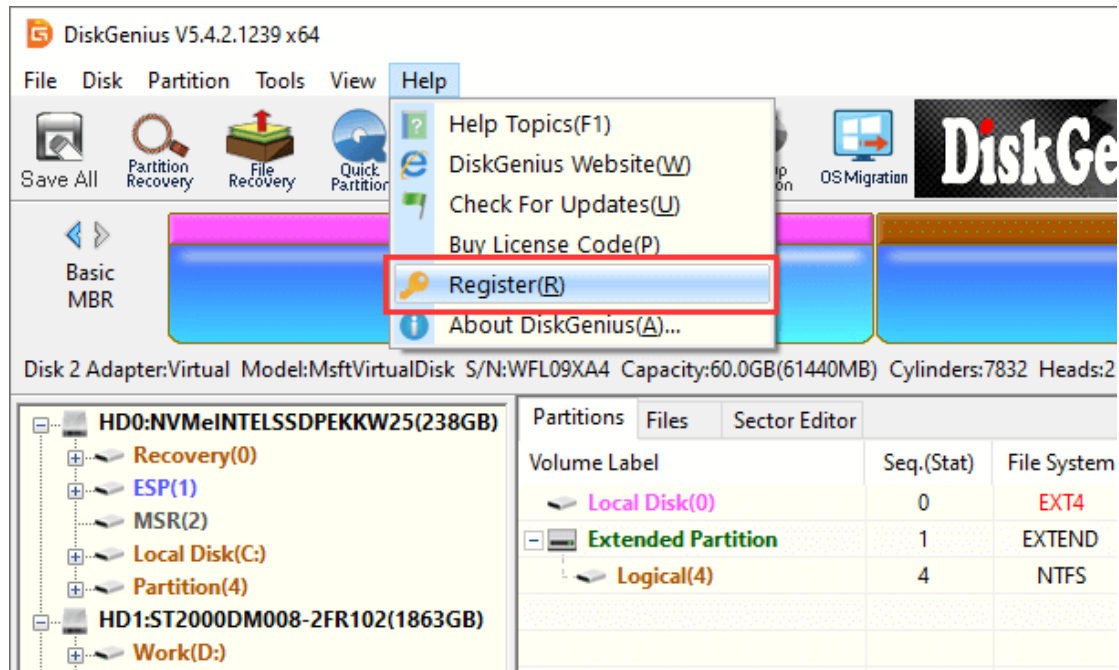 DiskGenius V5.4.2.1239 x64
File Disk Partition Tools View Help
Save All
Partition
Recovery
File
Recovery
Quick
Partition
OS Migration
DiskGe
Help Topics(F1)
DiskGenius Website(W)
Check For Updates(U)
Buy License Code(P)
Register(R)
About DiskGenius(A)...
Basic
MBR
Disk 2 Adapter:Virtual Model:MsftVirtualDisk S/N:WFL09XA4 Capacity:60.0GB(61440MB) Cylinders:7832 Heads:2
HD0:NVMeINTELSSDPEKKW25(238GB)
Recovery(0)
ESP(1)
MSR(2)
Local Disk(C:)
Partition(4)
HD1:ST2000DM008-2FR102(1863GB)
Work(D:)
Partitions Files Sector Editor
Volume Label Seq.(Stat) File System
Local Disk(0) 0 EXT4
Extended Partition 1 EXTEND
Logical(4) 4 NTFS